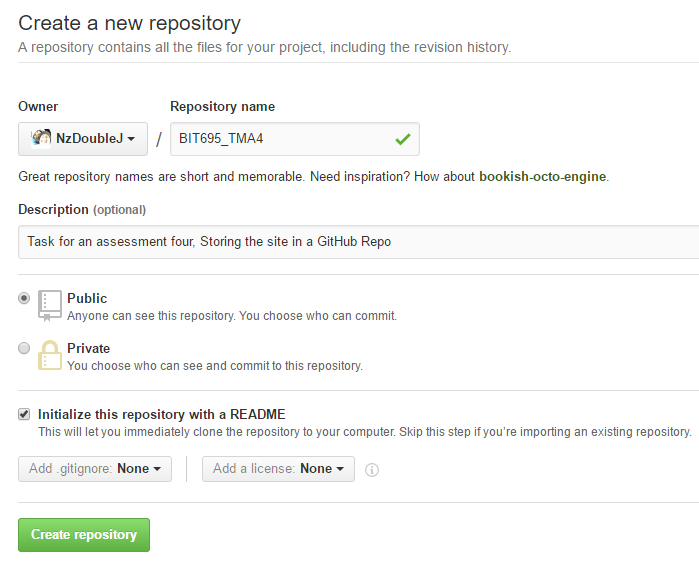 Create a new repository
A repository contains all the files for your project, including the revision history.
Owner Repository name
NzDoubleJ / BIT695_TMA4
Great repository names are short and memorable. Need inspiration? How about bookish-octo-engine.
Description (optional)
Task for an assessment four, Storing the site in a GitHub Repo
Public
Anyone can see this repository. You choose who can commit.
Private
You choose who can see and commit to this repository.
Initialize this repository with a README
This will let you immediately clone the repository to your computer. Skip this step if you're importing an existing repository.
Add .gitignore: None Add a license: None
Create repository